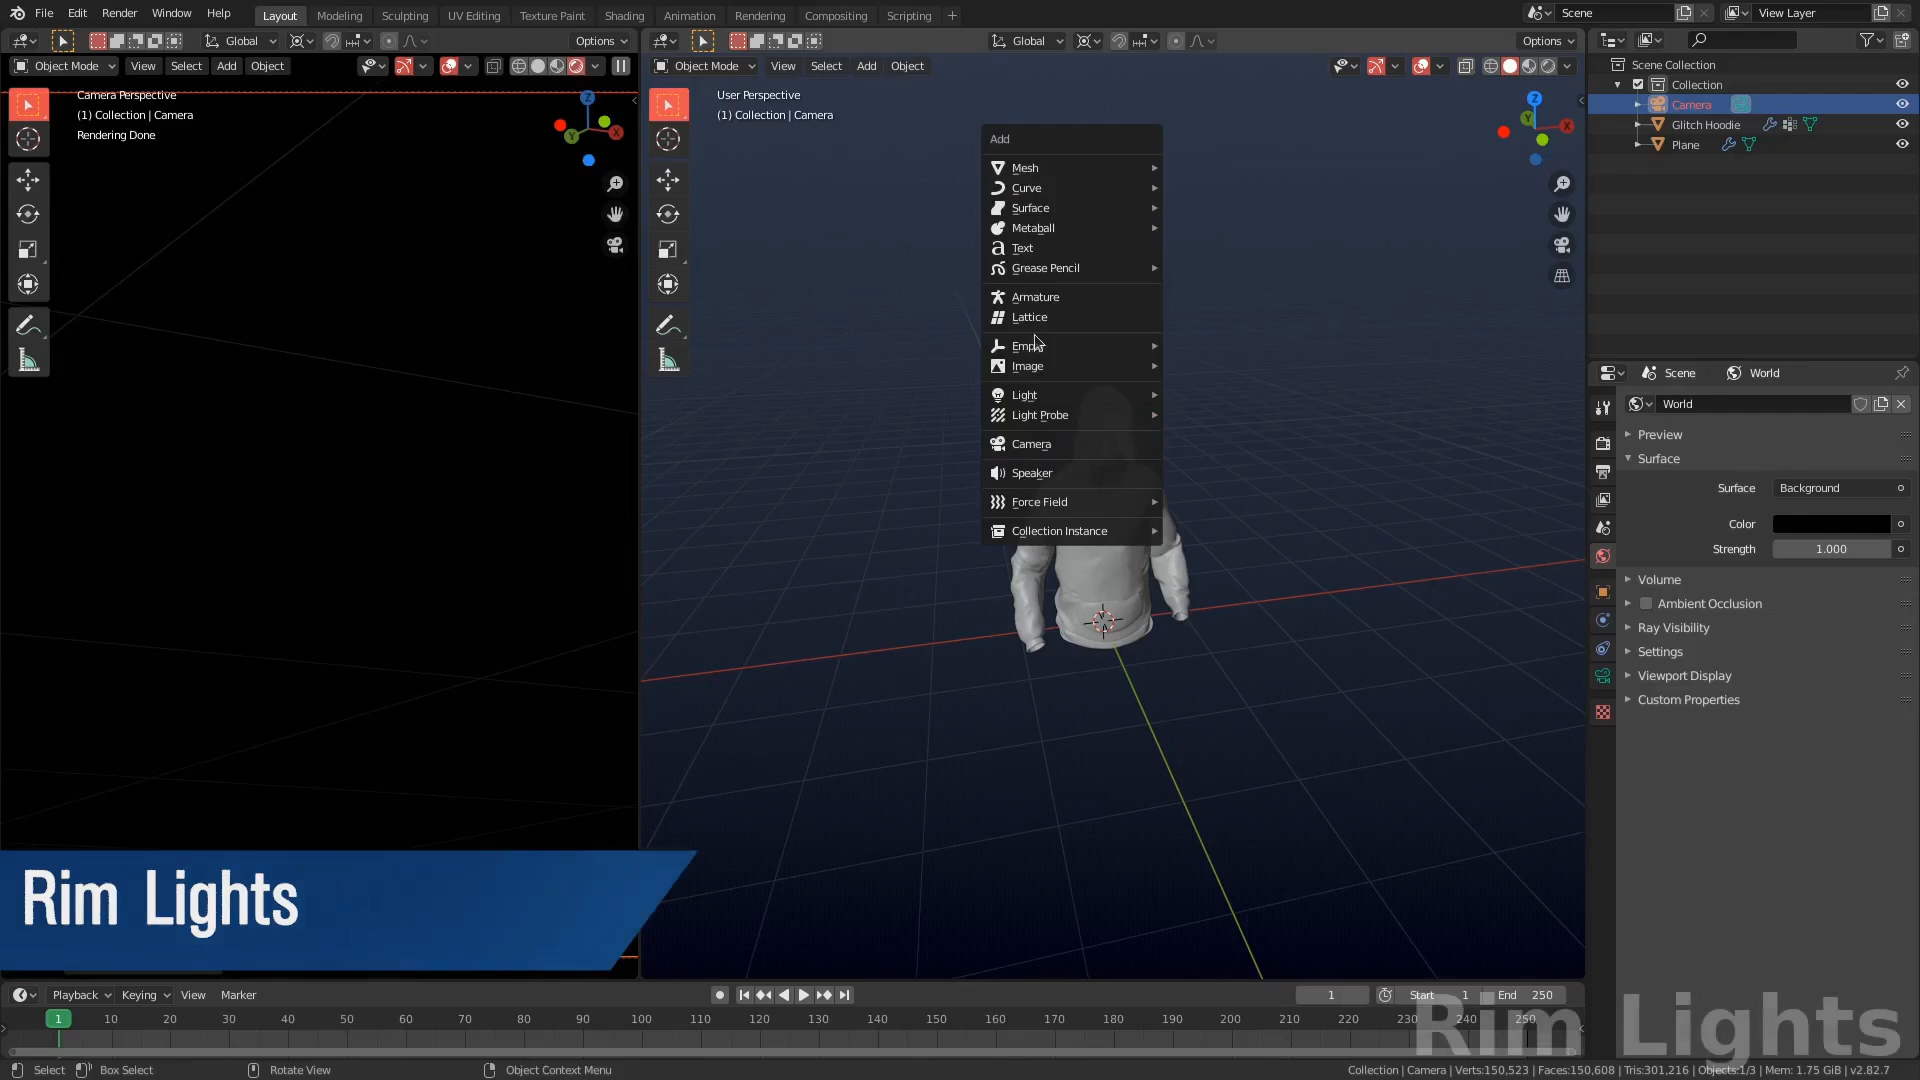 File Edit Render Window Help
Layout Modeling Sculpting UV Editing Texture Paint Shading Animation Rendering Compositing Scripting +
Scene
View Layer
Global
Options
Global
Options
Object Mode View Select Add Object
Object Mode View Select Add Object
Camera Perspective
(1) Collection | Camera
Rendering Done
Z
Y
X
User Perspective
(1) Collection | Camera
Z
Y
X
Add
Mesh
Curve
Surface
Metaball
Text
Grease Pencil
Armature
Lattice
Image
Light
Light Probe
Camera
Speaker
Force Field
Collection Instance
Scene Collection
Collection
Camera
Glitch Hoodie
Plane
Scene World
World
Preview
Surface
Surface Background
Color
Strength 1.000
Volume
Ambient Occlusion
Ray Visibility
Settings
Viewport Display
Custom Properties
Rim Lights
Playback Keying View Marker
1 Start 1 End 250
1 10 20 30 40 50 60 70 80 90 100 110 120 130 140 150 160 170 180 190 200 210 220 230 240 250
Rim Lights
Select Box Select Rotate View Object Context Menu
Collection | Camera | Verts:150,523 | Faces:150,608 | Tris:301,216 | Objects:1/3 | Mem: 1.75 GiB | v2.82.7